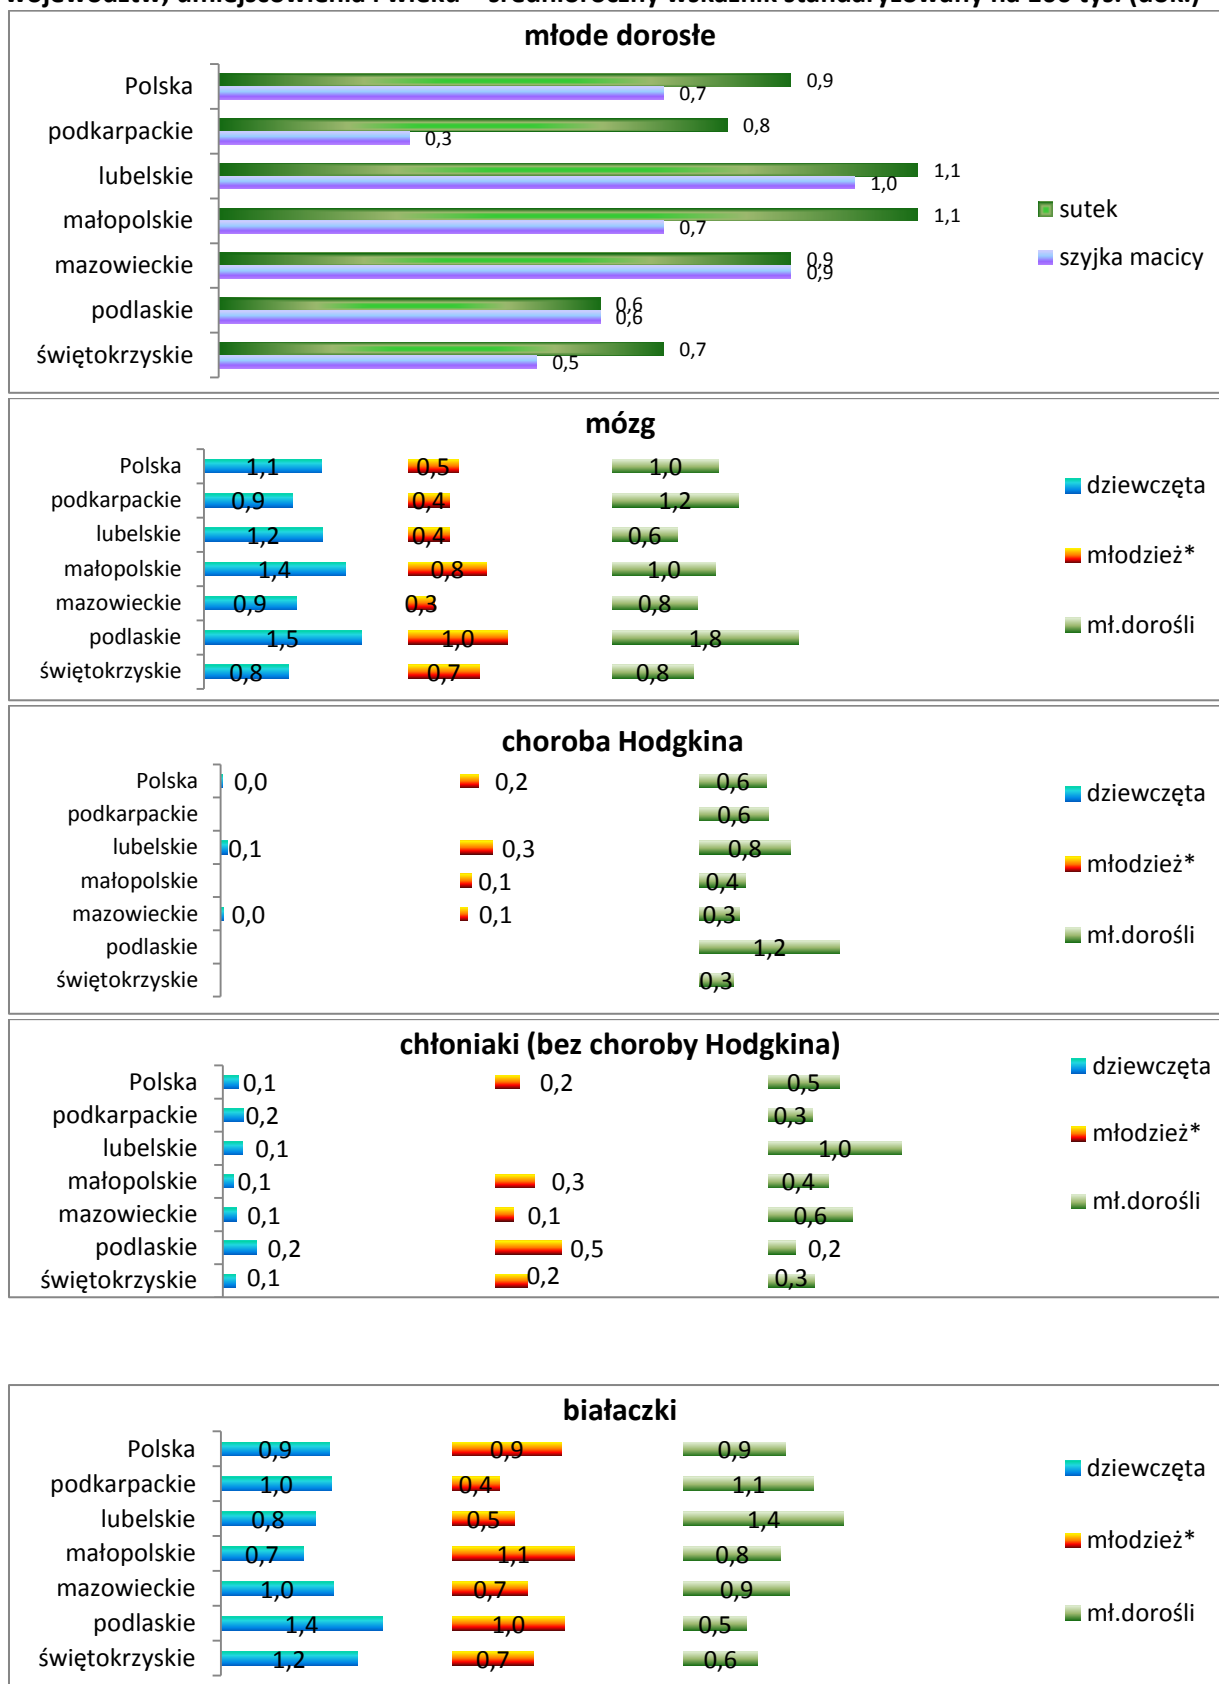 młode dorosłe
Polska 0,9
0,7
podkarpackie 0,8
0,3
lubelskie 1,1
1,0
małopolskie 1,1
0,7
mazowieckie 0,9
0,9
podlaskie 0,6
0,6
świętokrzyskie 0,7
0,5
sutek
szyjka macicy
mózg
Polska 1,1 0,5 1,0
podkarpackie 0,9 0,4 1,2
lubelskie 1,2 0,4 0,6
małopolskie 1,4 0,8 1,0
mazowieckie 0,9 0,3 0,8
podlaskie 1,5 1,0 1,8
świętokrzyskie 0,8 0,7 0,8
dziewczęta
młodzież*
mł.dorośli
choroba Hodgkina
Polska 0,0 0,2 0,6
podkarpackie 0,6
lubelskie 0,1 0,3 0,8
małopolskie 0,1 0,4
mazowieckie 0,0 0,1 0,3
podlaskie 1,2
świętokrzyskie 0,3
dziewczęta
młodzież*
mł.dorośli
chłoniaki (bez choroby Hodgkina)
Polska 0,1 0,2 0,5
podkarpackie 0,2 0,3
lubelskie 0,1 1,0
małopolskie 0,1 0,3 0,4
mazowieckie 0,1 0,1 0,6
podlaskie 0,2 0,5 0,2
świętokrzyskie 0,1 0,2 0,3
dziewczęta
młodzież*
mł.dorośli
białaczki
Polska 0,9 0,9 0,9
podkarpackie 1,0 0,4 1,1
lubelskie 0,8 0,5 1,4
małopolskie 0,7 1,1 0,8
mazowieckie 1,0 0,7 0,9
podlaskie 1,4 1,0 0,5
świętokrzyskie 1,2 0,7 0,6
dziewczęta
młodzież*
mł.dorośli